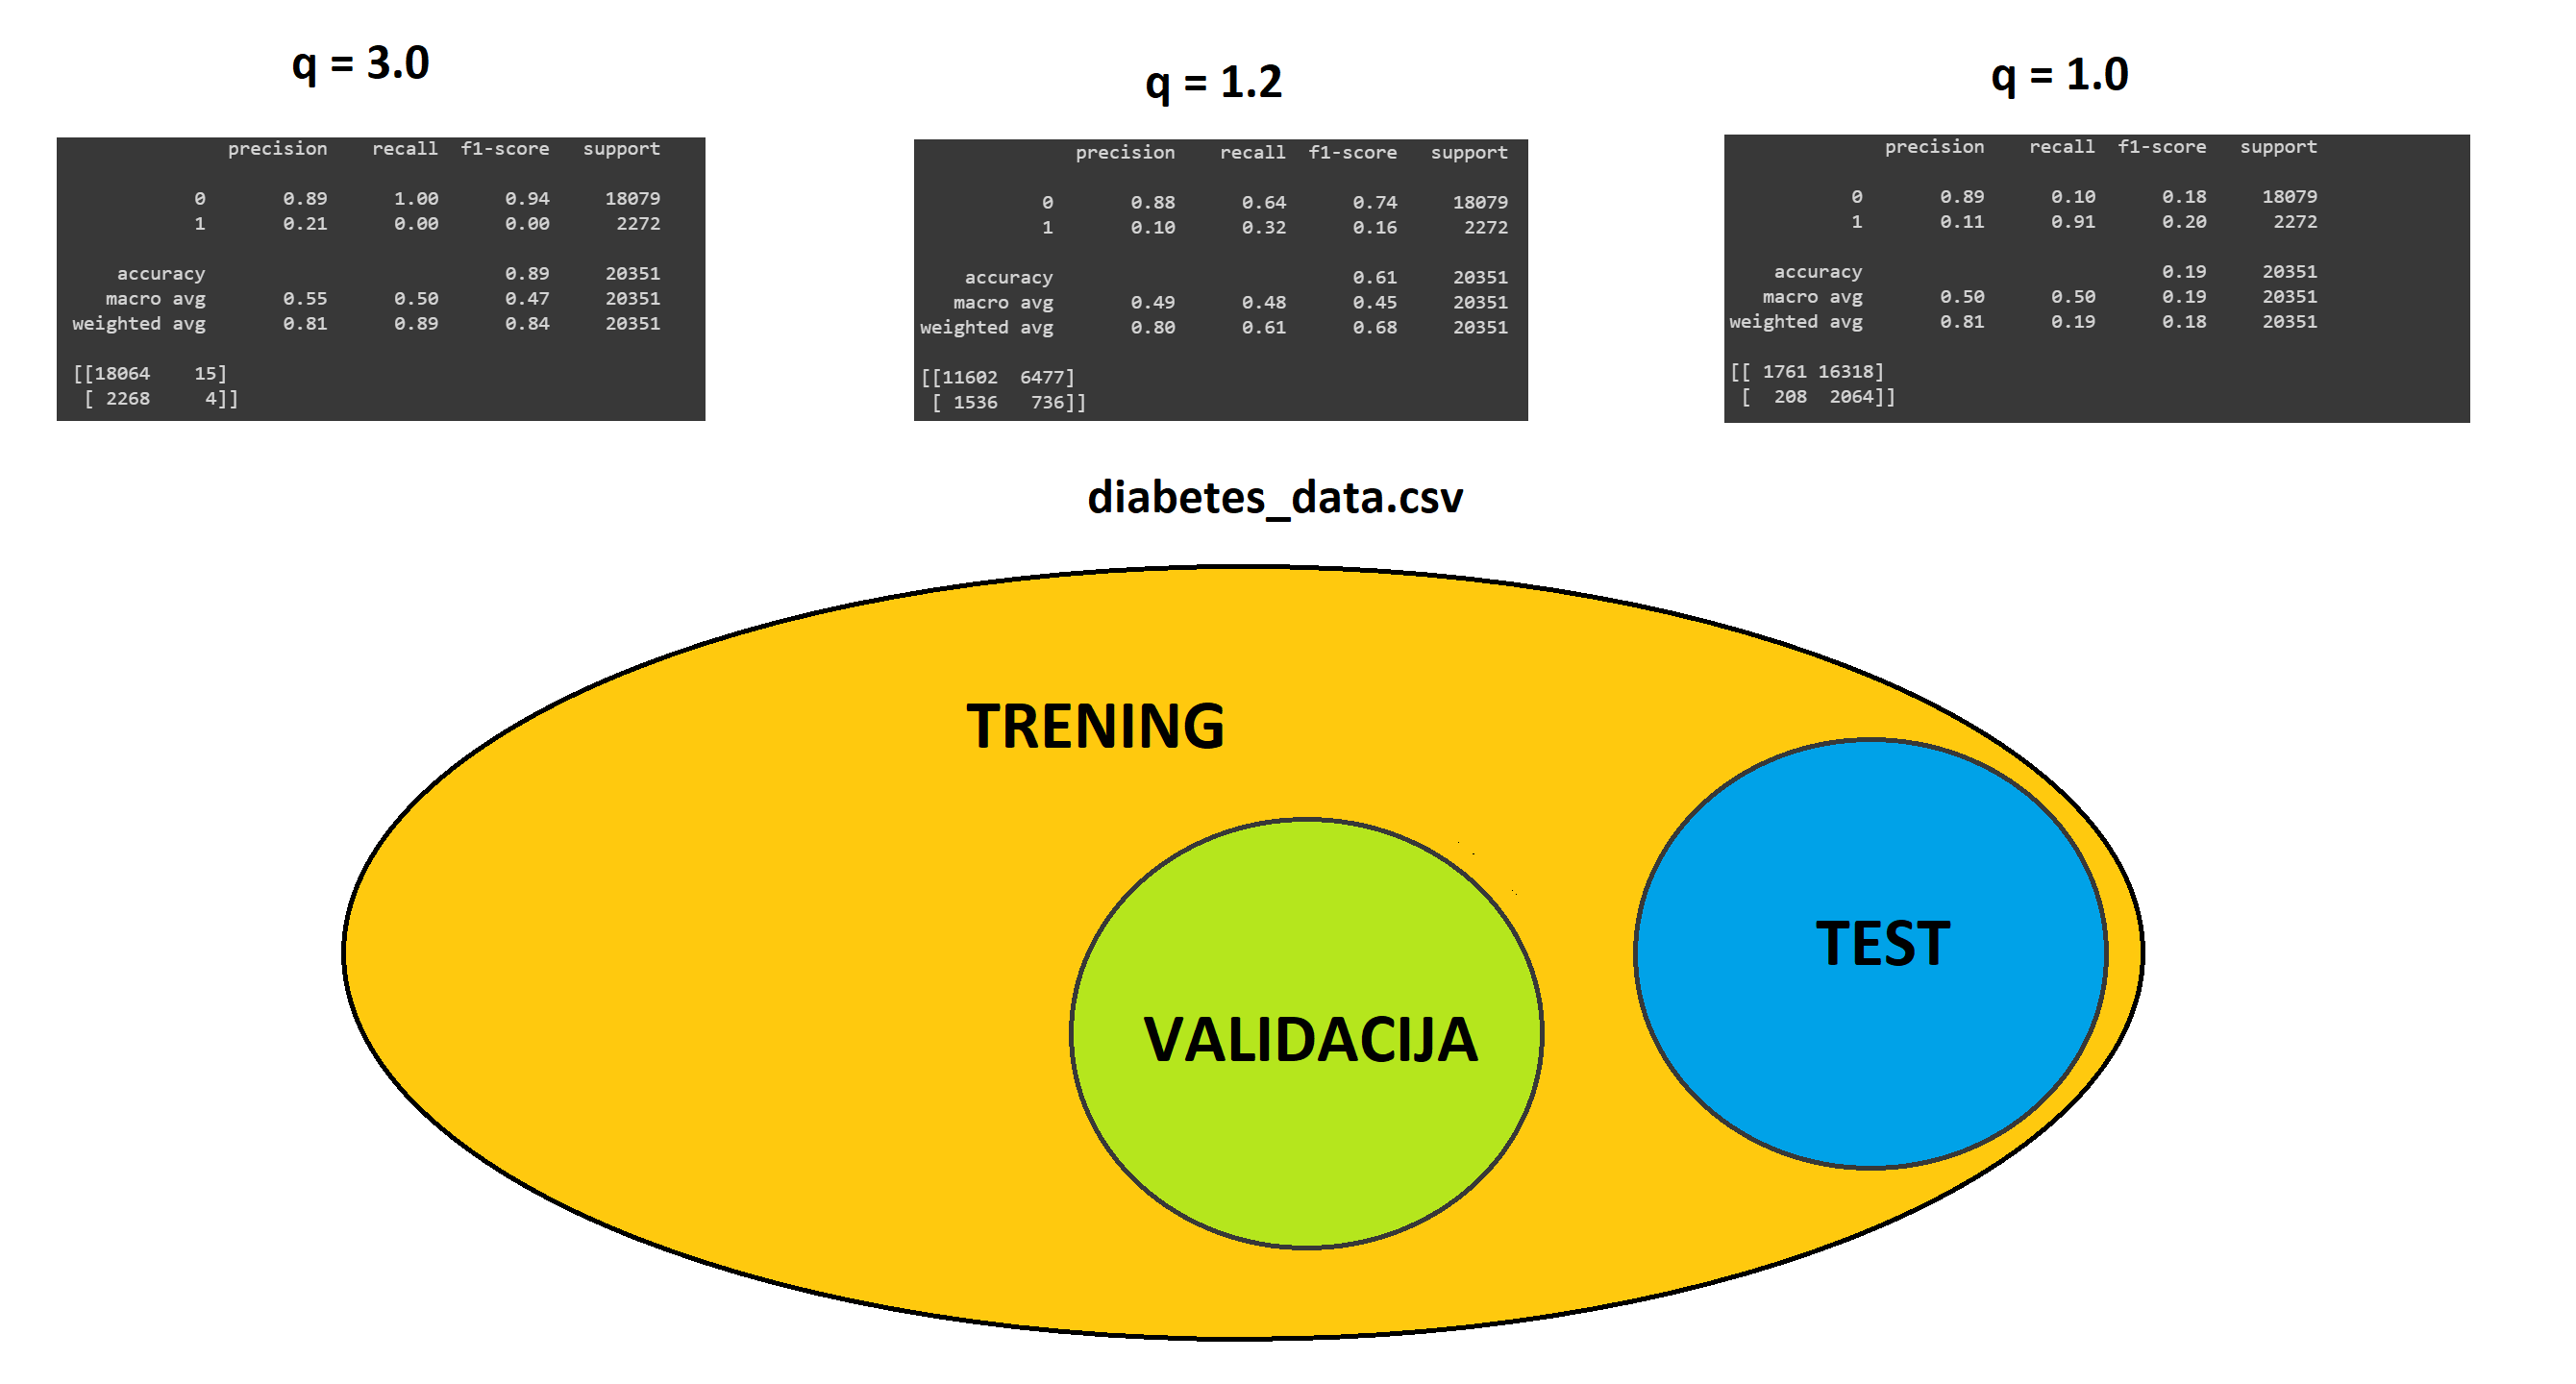 q = 3.0
precision recall f1-score support
0 0.89 1.00 0.94 18079
1 0.21 0.00 0.00 2272
accuracy 0.89 20351
macro avg 0.55 0.50 0.47 20351
weighted avg 0.81 0.89 0.84 20351
[[18064 15]
[ 2268 4]]
q = 1.2
precision recall f1-score support
0 0.88 0.64 0.74 18079
1 0.10 0.32 0.16 2272
accuracy 0.61 20351
macro avg 0.49 0.48 0.45 20351
weighted avg 0.80 0.61 0.68 20351
[[11602 6477]
[ 1536 736]]
q = 1.0
precision recall f1-score support
0 0.89 0.10 0.18 18079
1 0.11 0.91 0.20 2272
accuracy 0.19 20351
macro avg 0.50 0.50 0.19 20351
weighted avg 0.81 0.19 0.18 20351
[[ 1761 16318]
[ 208 2064]]
diabetes_data.csv
TRENING
VALIDACIJA
TEST